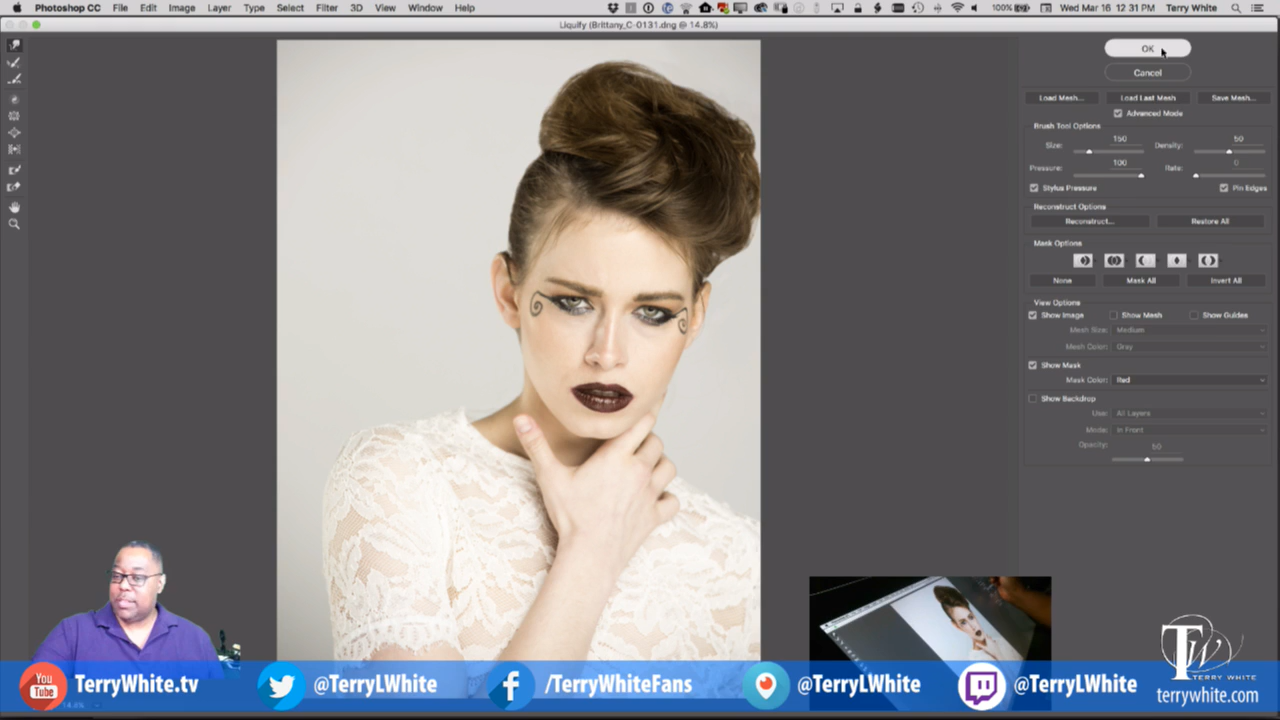 Photoshop CC File Edit Image Layer Type Select Filter 3D View Window Help 100% Wed Mar 16 12:31 PM Terry White
Liquify (Brittany_C-0131.dng @ 14.8%)
OK
Cancel
Load Mesh... Load Last Mesh Save Mesh...
Advanced Mode
Brush Tool Options
Size: 150 Density: 50
Pressure: 100 Rate: 0
Stylus Pressure Pin Edges
Reconstruct Options
Reconstruct... Restore All
Mask Options
None Mask All Invert All
View Options
Show Image Show Mesh Show Guides
Mesh Size: Medium
Mesh Color: Gray
Show Mask
Mask Color: Red
Show Backdrop
Use: All Layers
Mode: In Front
Opacity: 50
TW
TERRY WHITE
terrywhite.com
You
Tube
TerryWhite.tv @TerryLWhite /TerryWhiteFans @TerryLWhite @TerryLWhite
14.8%